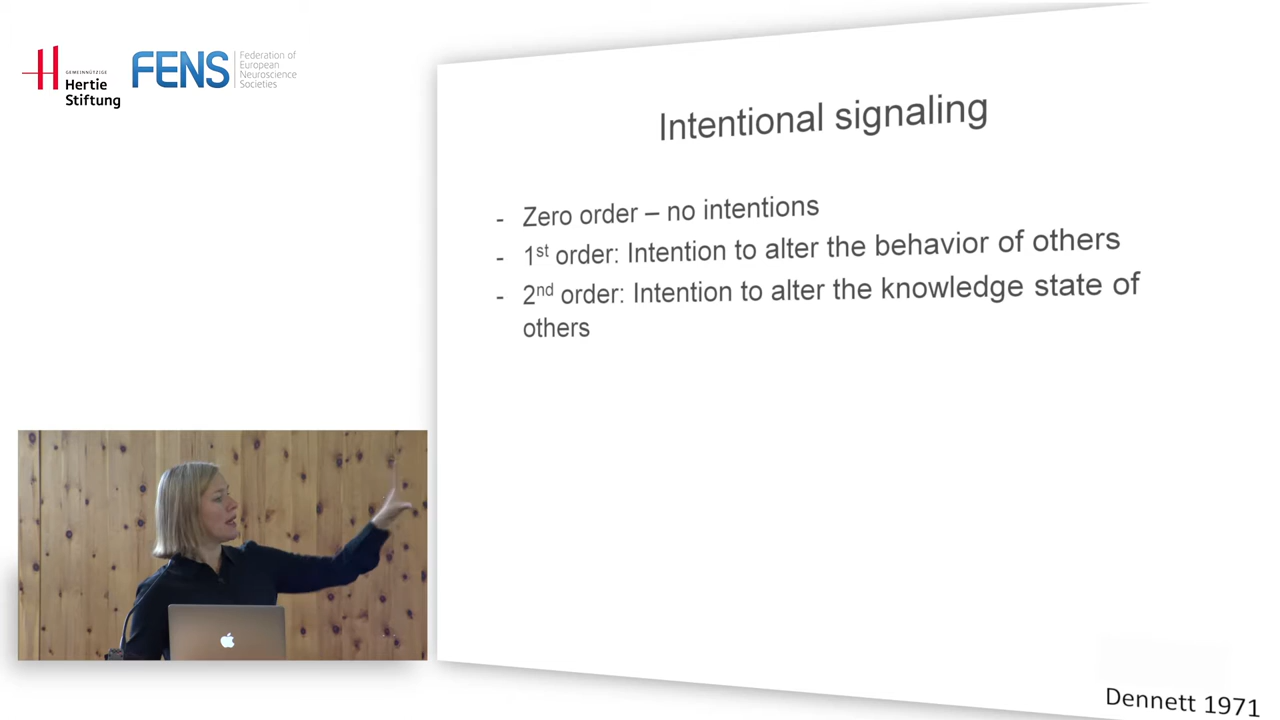 GEMEINNÜTZIGE
Hertie
Stiftung
FENS
Federation of
European
Neuroscience
Societies
Intentional signaling
- Zero order – no intentions
- 1st order: Intention to alter the behavior of others
- 2nd order: Intention to alter the knowledge state of
others
Dennett 1971